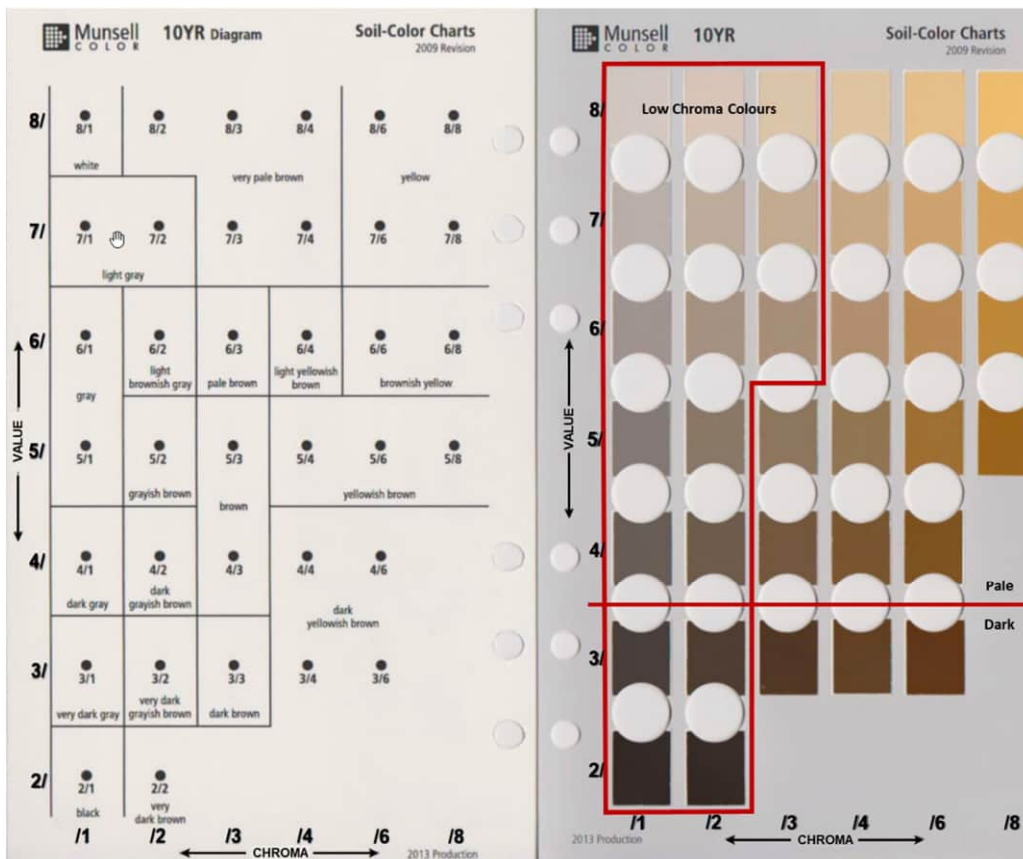 Munsell
COLOR
10YR Diagram
Soil-Color Charts
2009 Revision
8/
8/1 8/2 8/3 8/4 8/6 8/8
white
very pale brown
yellow
7/
7/1 7/2 7/3 7/4 7/6 7/8
light gray
6/
6/1 6/2 6/3 6/4 6/6 6/8
gray
light
brownish gray
pale brown
light yellowish
brown
brownish yellow
5/
5/1 5/2 5/3 5/4 5/6 5/8
grayish brown
brown
yellowish brown
4/
4/1 4/2 4/3 4/4 4/6
dark gray
dark
grayish brown
dark
yellowish brown
3/
3/1 3/2 3/3 3/4 3/6
very dark gray
very dark
grayish brown
dark brown
2/
2/1 2/2
black
very
dark brown
VALUE
/1 /2 /3 /4 /6 /8
CHROMA
2013 Production
Munsell
COLOR
10YR
Soil-Color Charts
2009 Revision
Low Chroma Colours
8/
7/
6/
5/
4/
Pale
Dark
3/
2/
VALUE
/1 /2 /3 /4 /6 /8
CHROMA
2013 Production